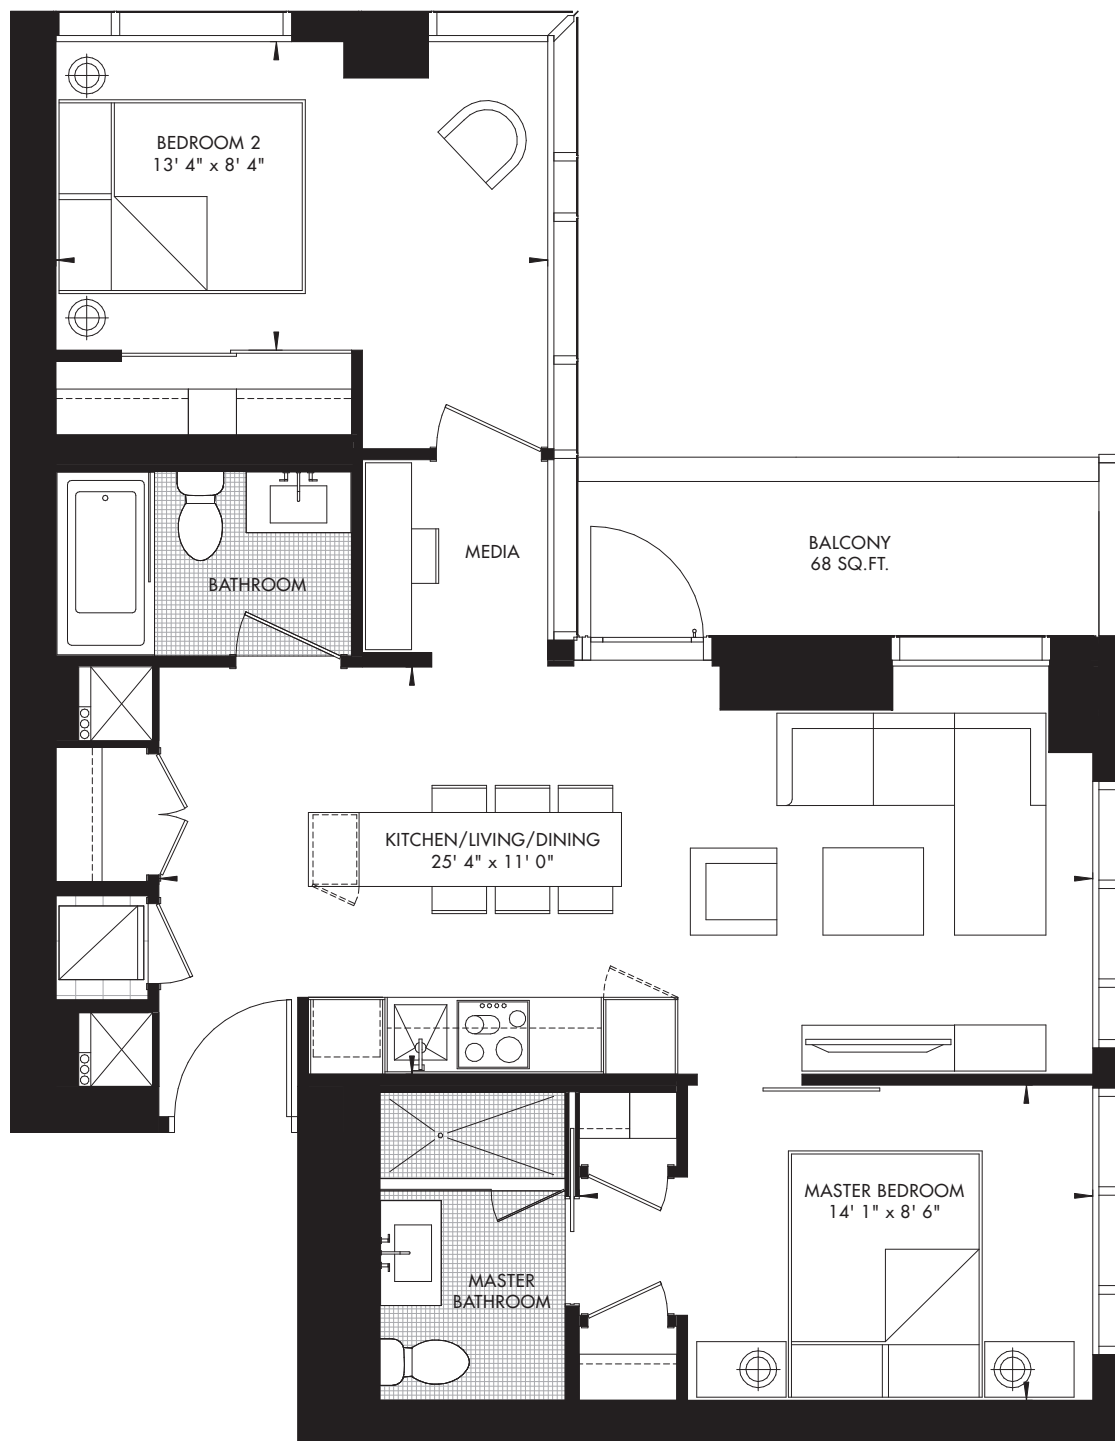 BEDROOM 2
13' 4" x 8' 4"
BATHROOM
MEDIA
BALCONY
68 SQ.FT.
KITCHEN/LIVING/DINING
25' 4" x 11' 0"
MASTER BEDROOM
14' 1" x 8' 6"
MASTER
BATHROOM